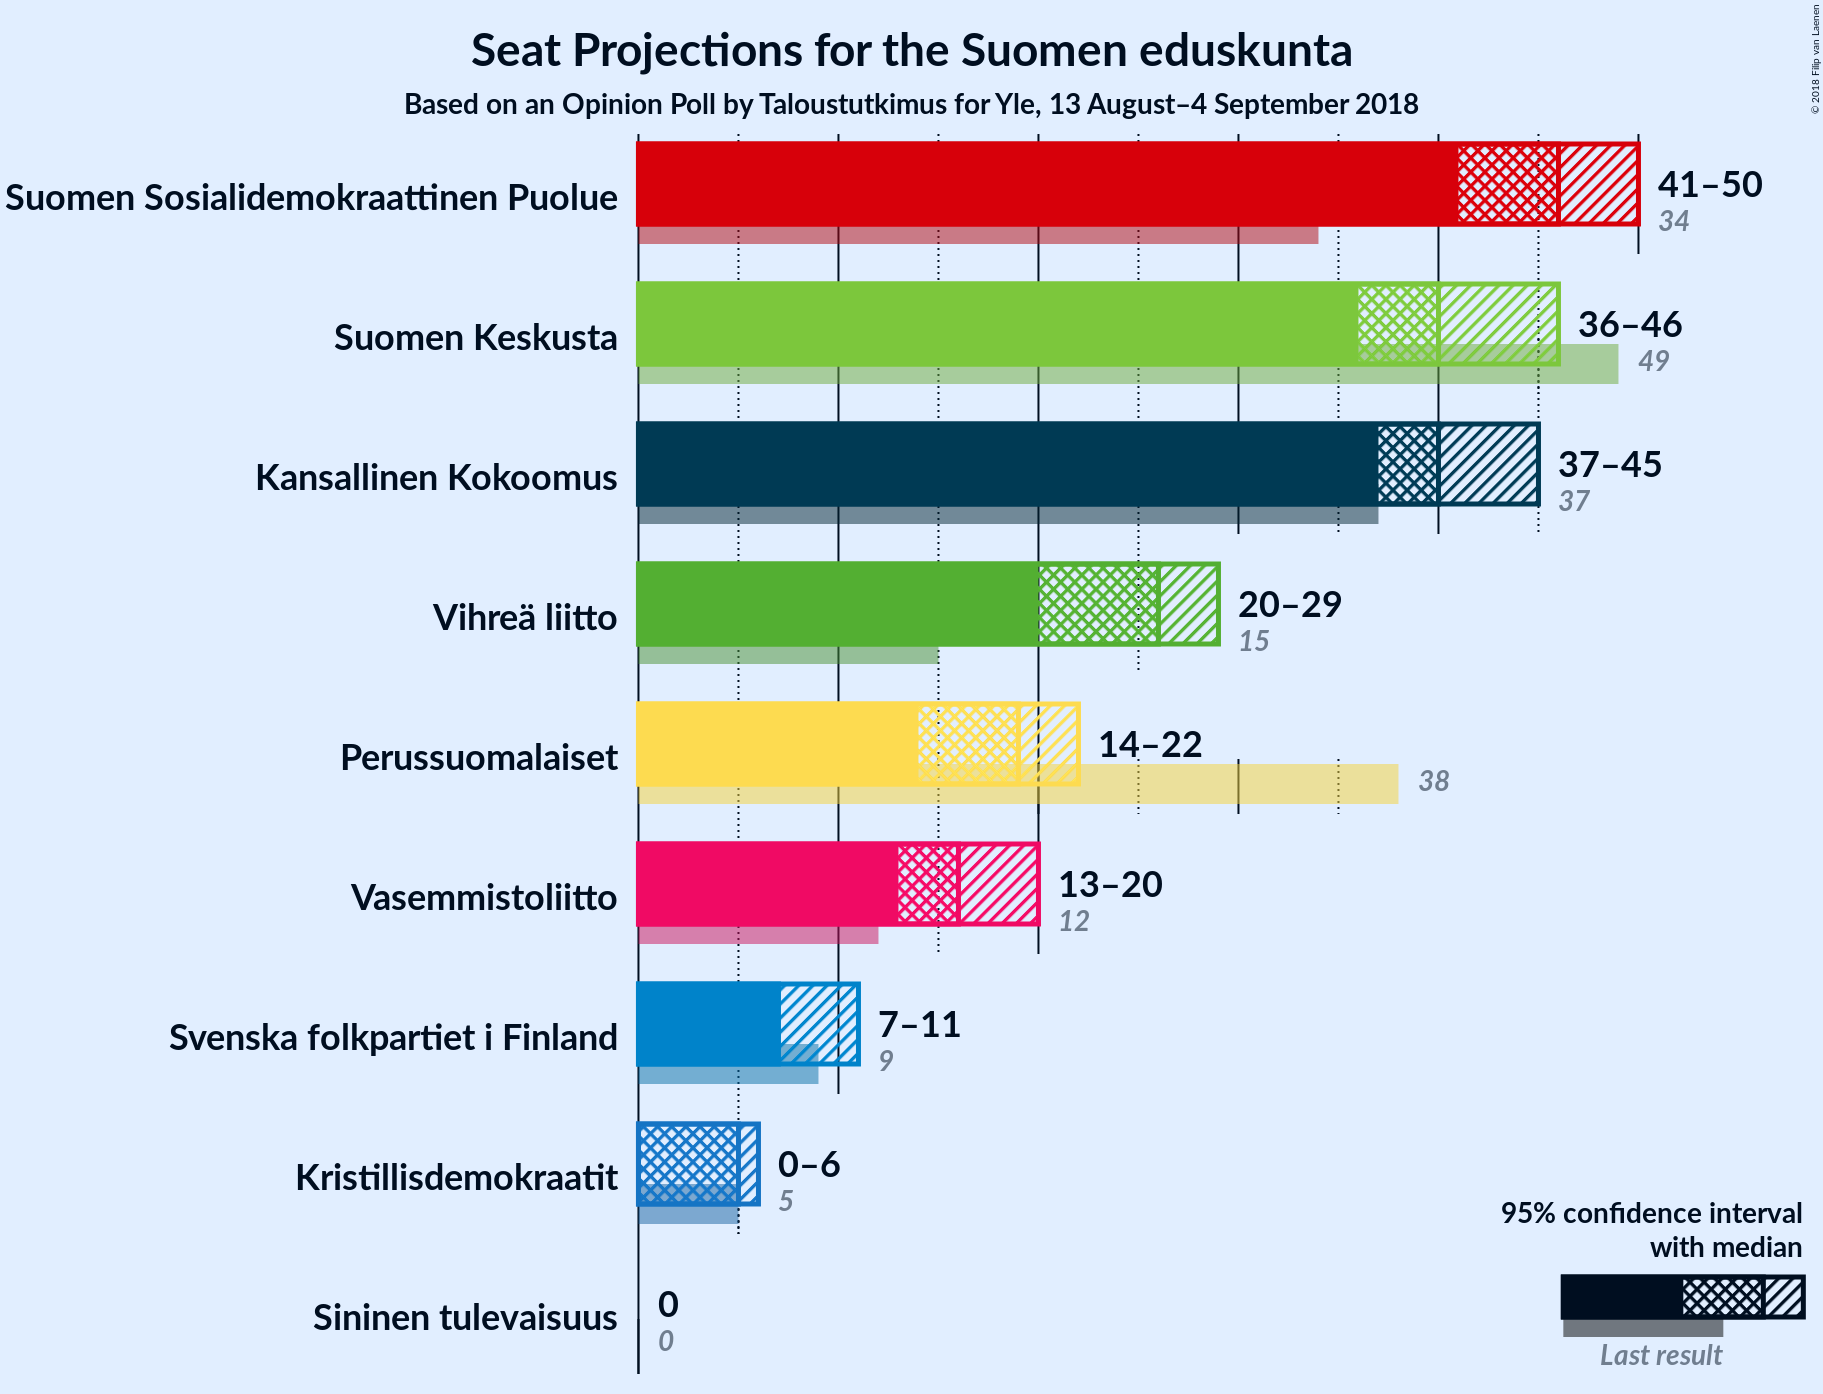 Seat Projections for the Suomen eduskunta
Based on an Opinion Poll by Taloustutkimus for Yle, 13 August–4 September 2018
© 2018 Filip van Laenen
Suomen Sosialidemokraattinen Puolue
41–50
34
Suomen Keskusta
36–46
49
Kansallinen Kokoomus
37–45
37
Vihreä liitto
20–29
15
Perussuomalaiset
14–22
38
Vasemmistoliitto
13–20
12
Svenska folkpartiet i Finland
7–11
9
Kristillisdemokraatit
0–6
5
Sininen tulevaisuus
0
0
95% confidence interval
with median
Last result